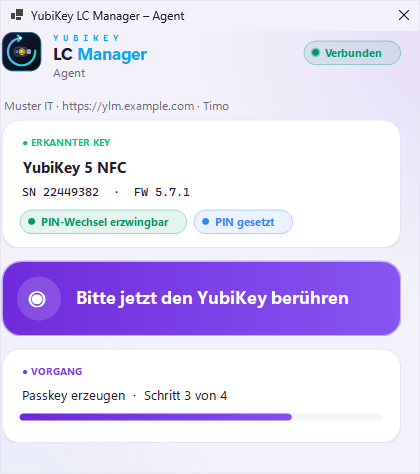 YubiKey LC Manager – Agent
YUBIKEY
LC Manager
Agent
Verbunden
Muster IT · https://ylm.example.com · Timo
ERKANNTER KEY
YubiKey 5 NFC
SN 22449382 · FW 5.7.1
PIN-Wechsel erzwingbar
PIN gesetzt
Bitte jetzt den YubiKey berühren
VORGANG
Passkey erzeugen · Schritt 3 von 4